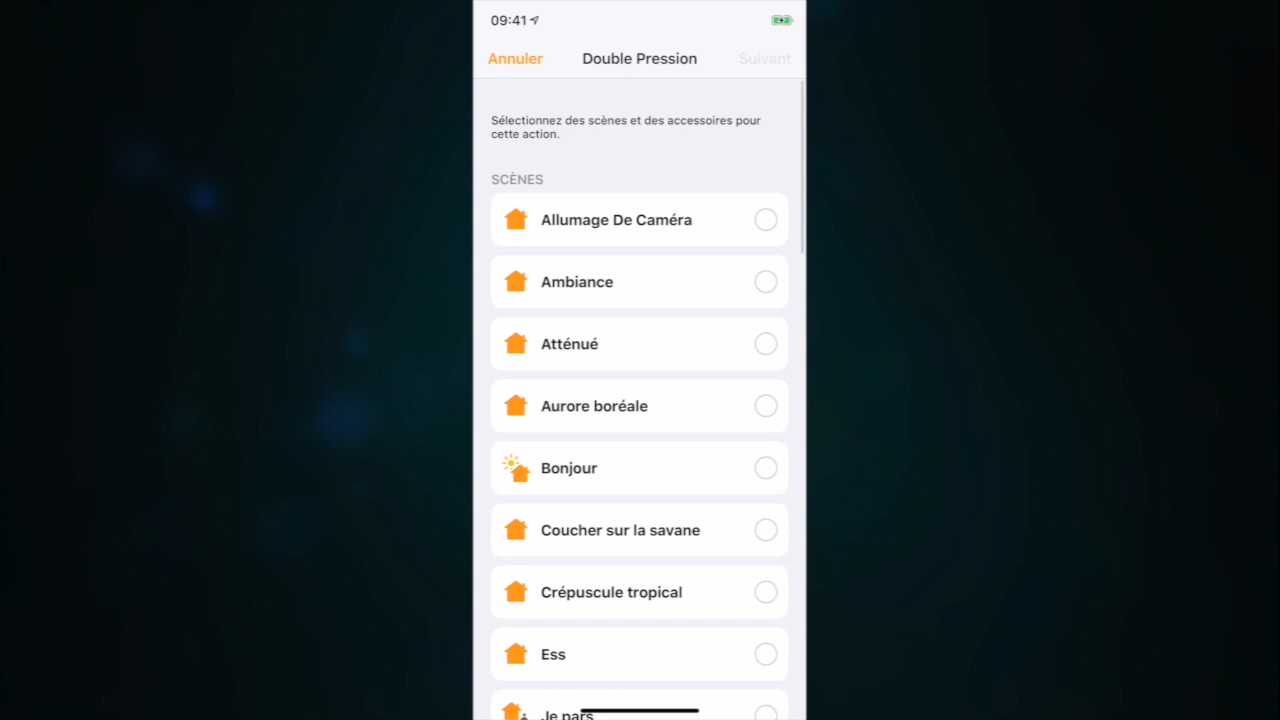 09:41
Annuler
Double Pression
Suivant
Sélectionnez des scènes et des accessoires pour
cette action.
SCÈNES
Allumage De Caméra
Ambiance
Atténué
Aurore boréale
Bonjour
Coucher sur la savane
Crépuscule tropical
Ess
Je pars